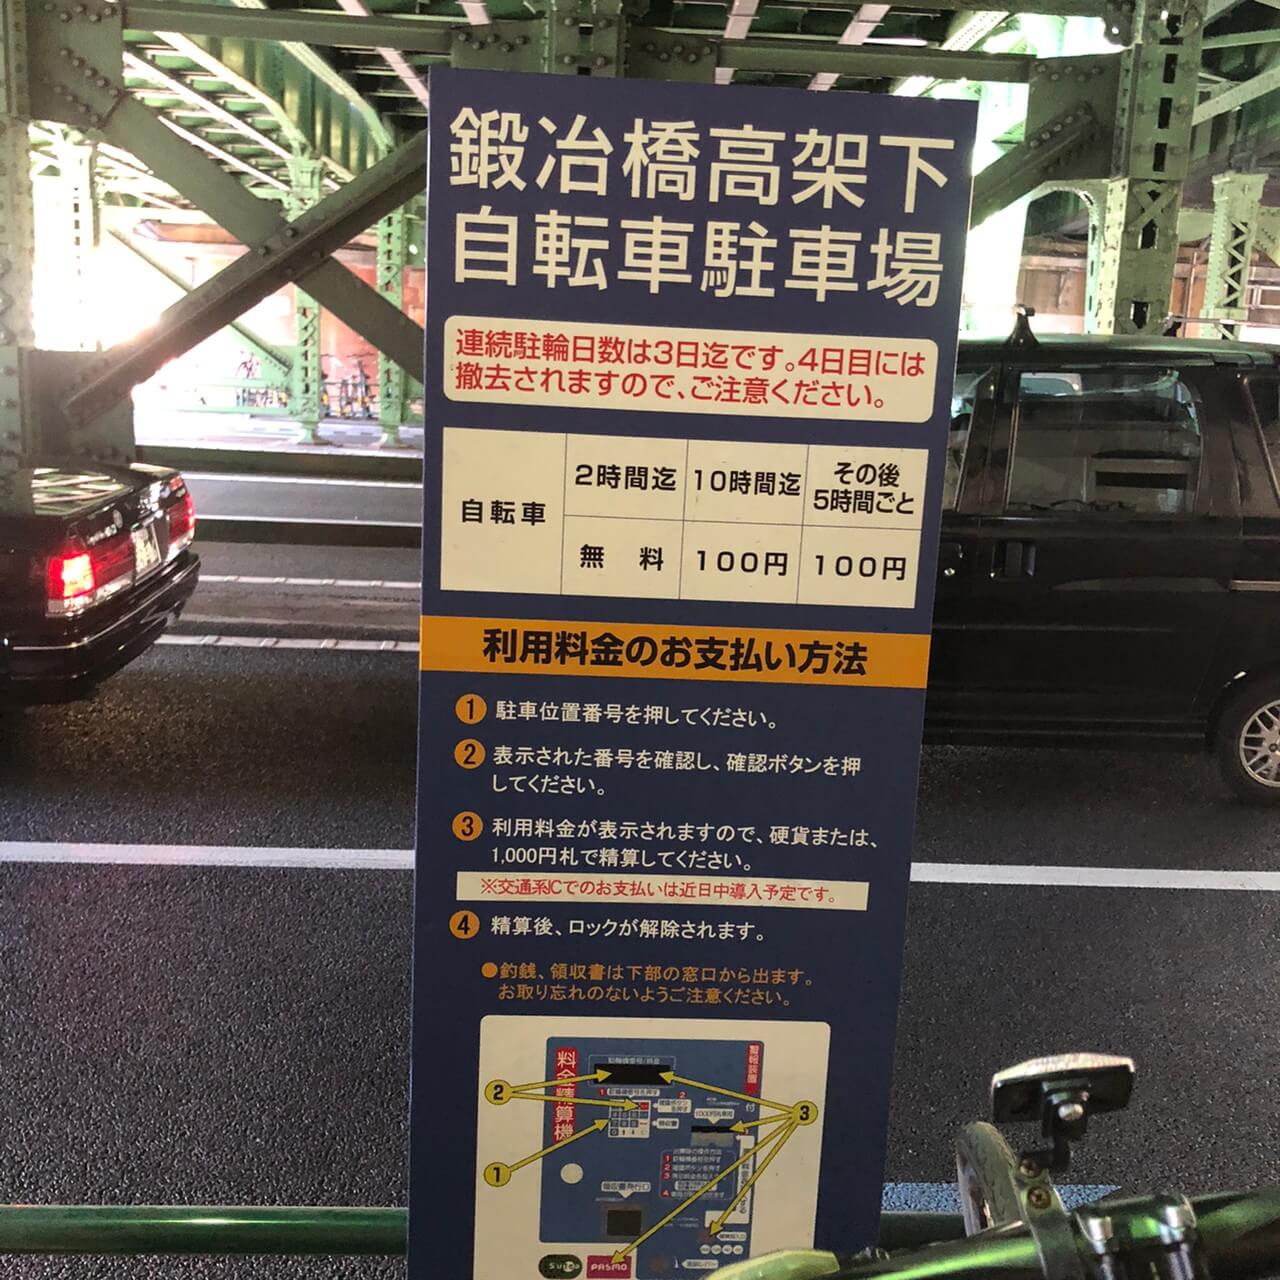 鍛冶橋高架下
自転車駐車場
連続駐輪日数は3日迄です。4日目には
撤去されますので、ご注意ください。
自転車
2時間迄 10時間迄 その後
5時間ごと
無 料 100円 100円
利用料金のお支払い方法
1 駐車位置番号を押してください。
2 表示された番号を確認し、確認ボタンを押
してください。
3 利用料金が表示されますので、硬貨または、
1,000円札で精算してください。
※交通系ICでのお支払いは近日中導入予定です。
4 精算後、ロックが解除されます。
●釣銭、領収書は下部の窓口から出ます。
お取り忘れのないようご注意ください。
料金精算機
2
3
1
領収書発行口
Suica PASMO